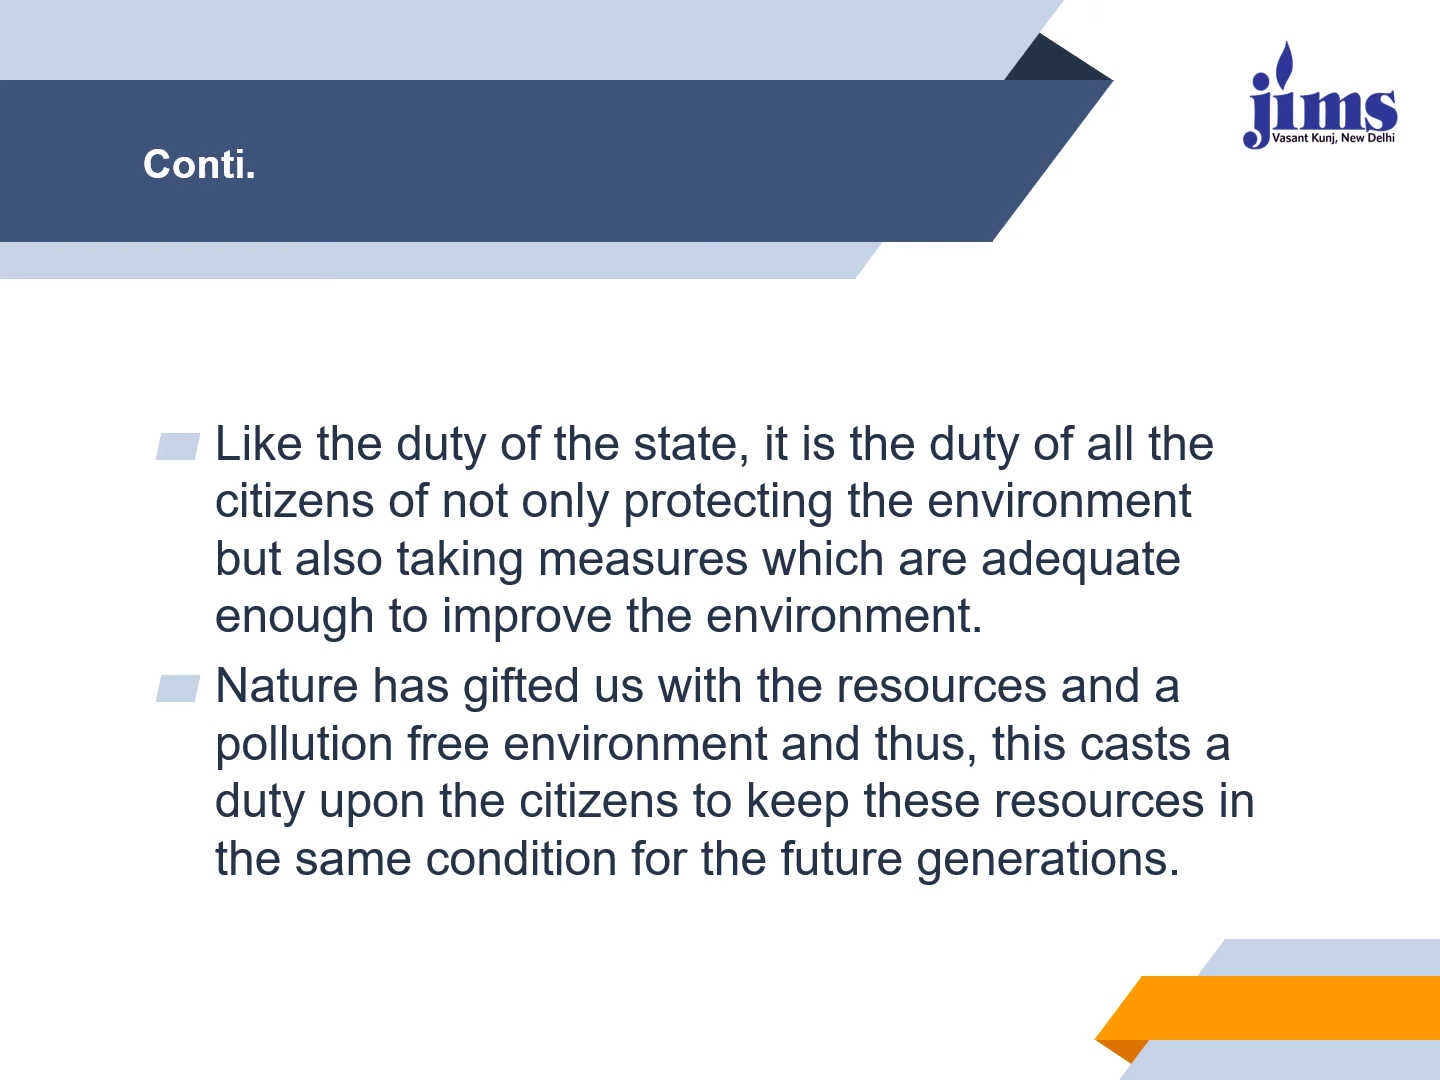 jims
Vasant Kunj, New Delhi
Conti.
Like the duty of the state, it is the duty of all the
citizens of not only protecting the environment
but also taking measures which are adequate
enough to improve the environment.
Nature has gifted us with the resources and a
pollution free environment and thus, this casts a
duty upon the citizens to keep these resources in
the same condition for the future generations.